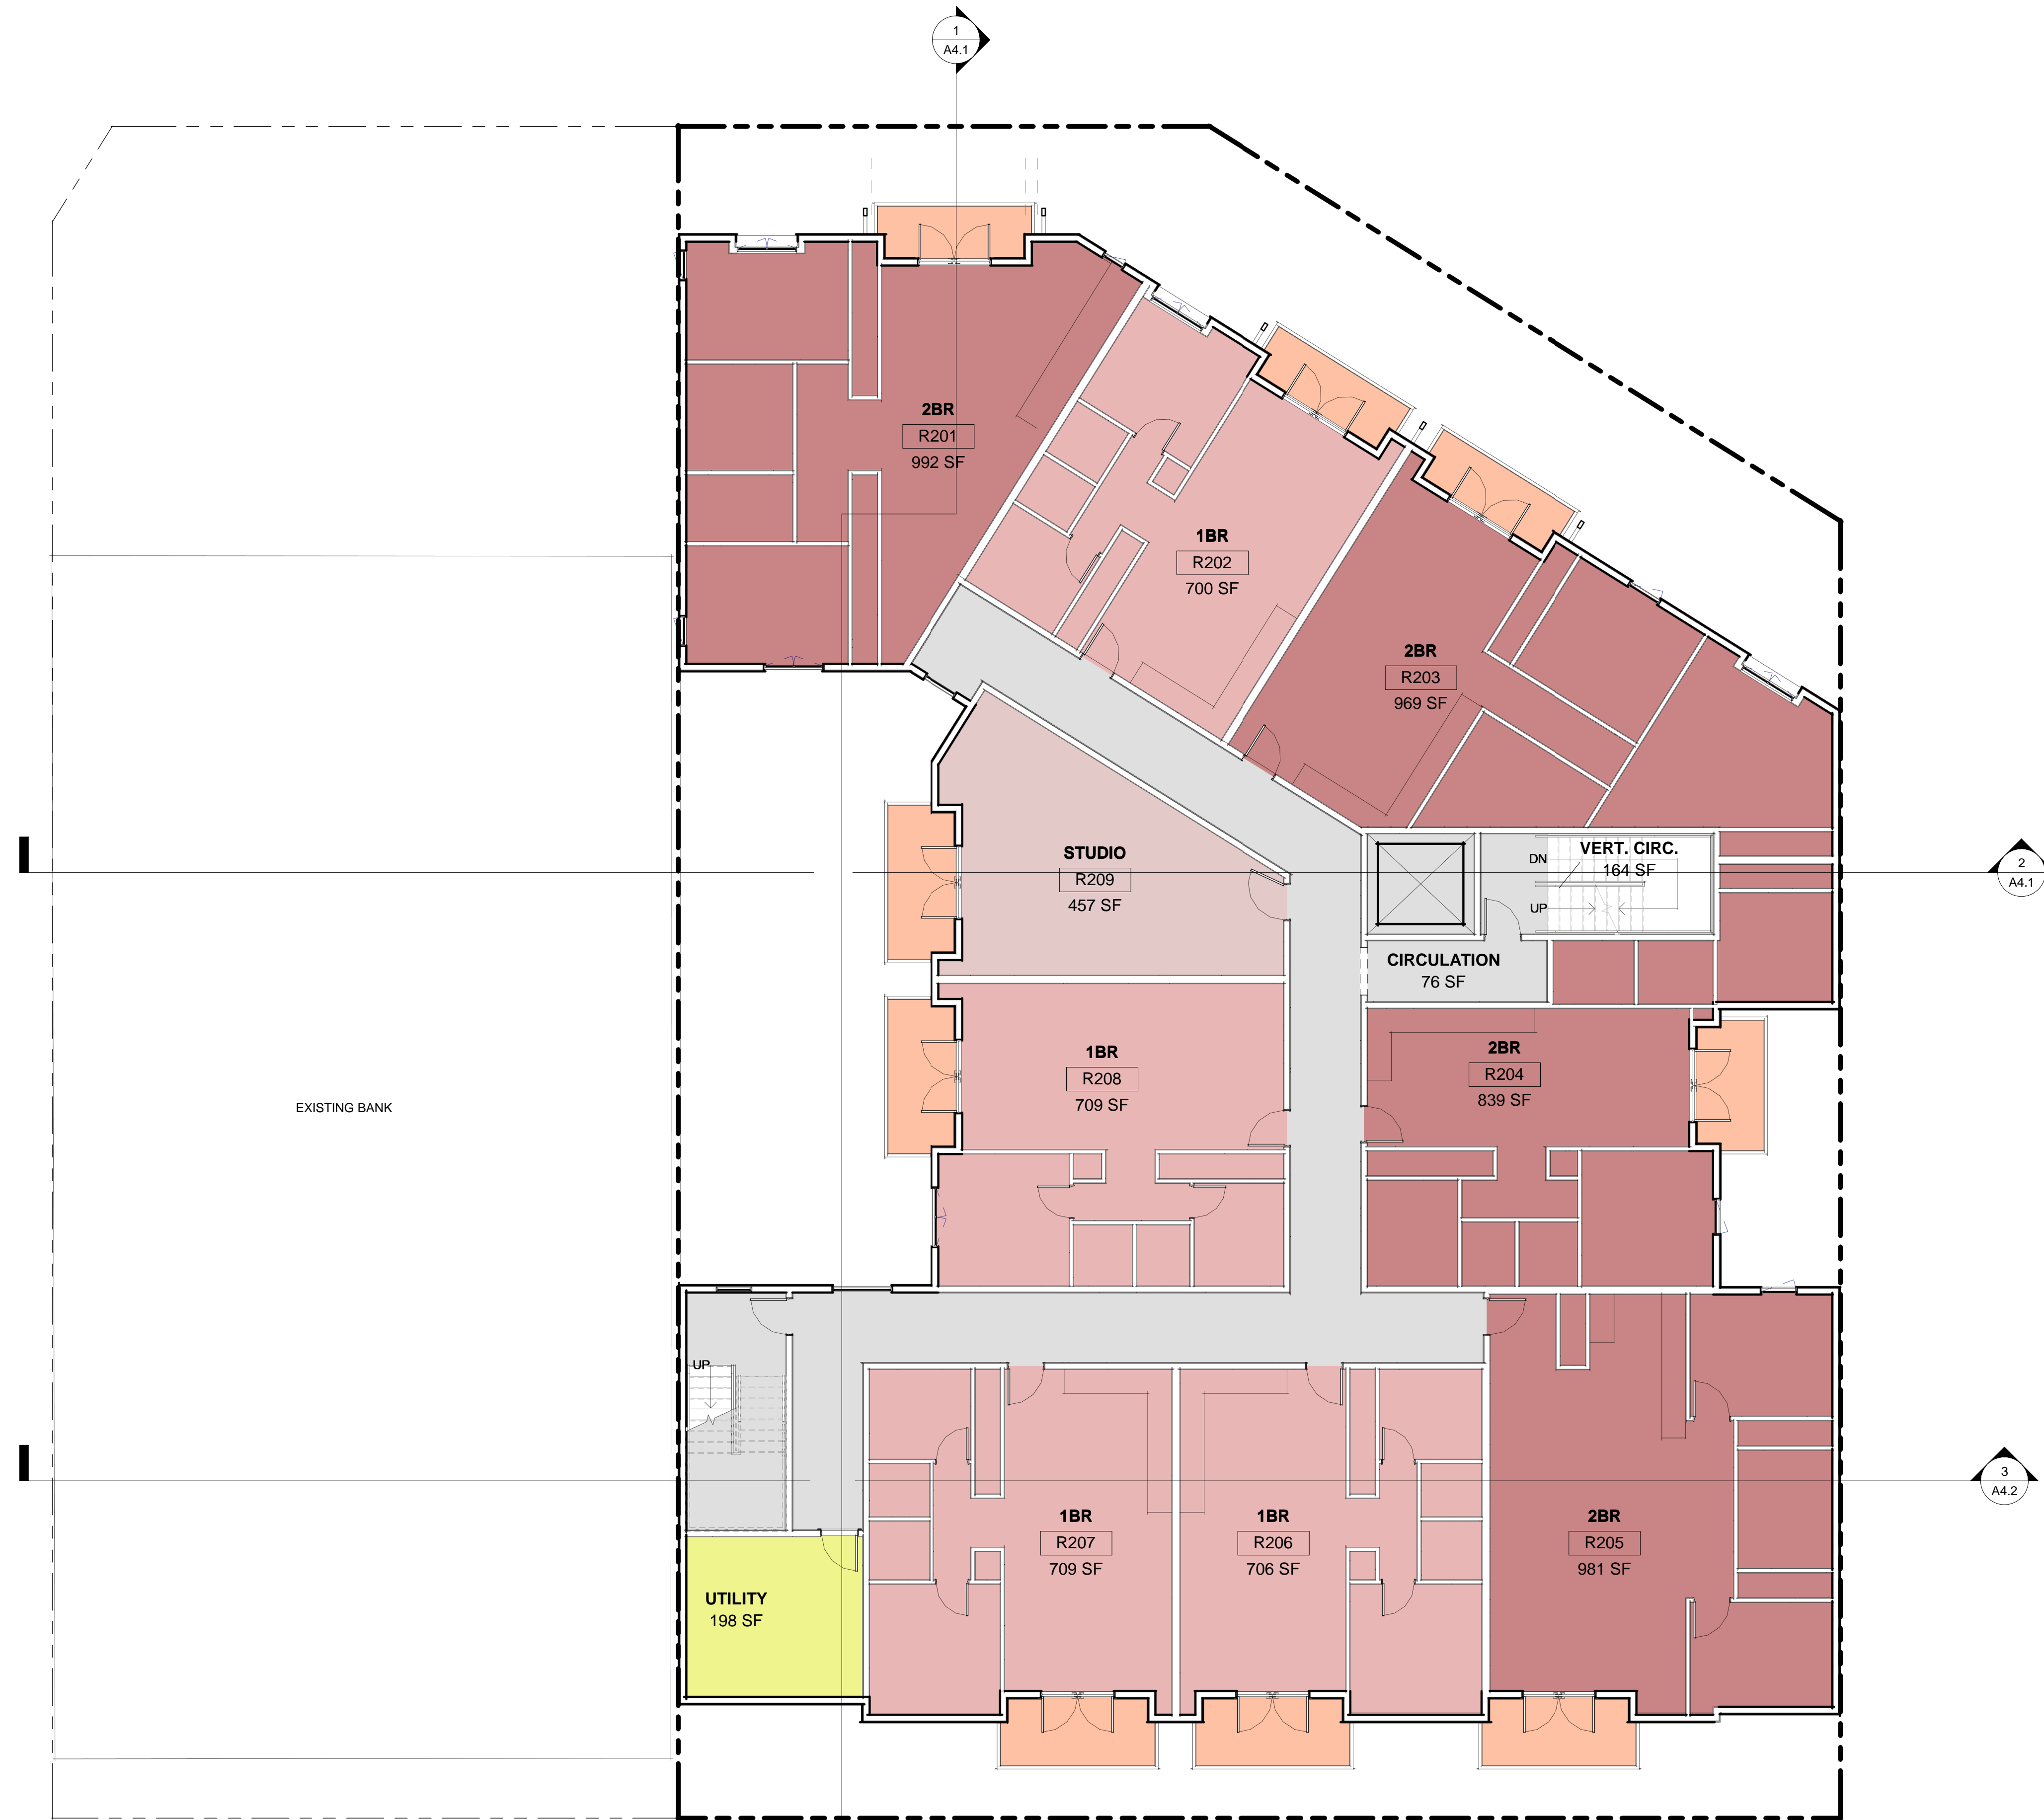 1
A4.1
2BR
R201
992 SF
1BR
R202
700 SF
2BR
R203
969 SF
STUDIO
R209
457 SF
DN
UP
VERT. CIRC.
164 SF
2
A4.1
CIRCULATION
76 SF
1BR
R208
709 SF
2BR
R204
839 SF
EXISTING BANK
UP
1BR
R207
709 SF
1BR
R206
706 SF
2BR
R205
981 SF
3
A4.2
UTILITY
198 SF